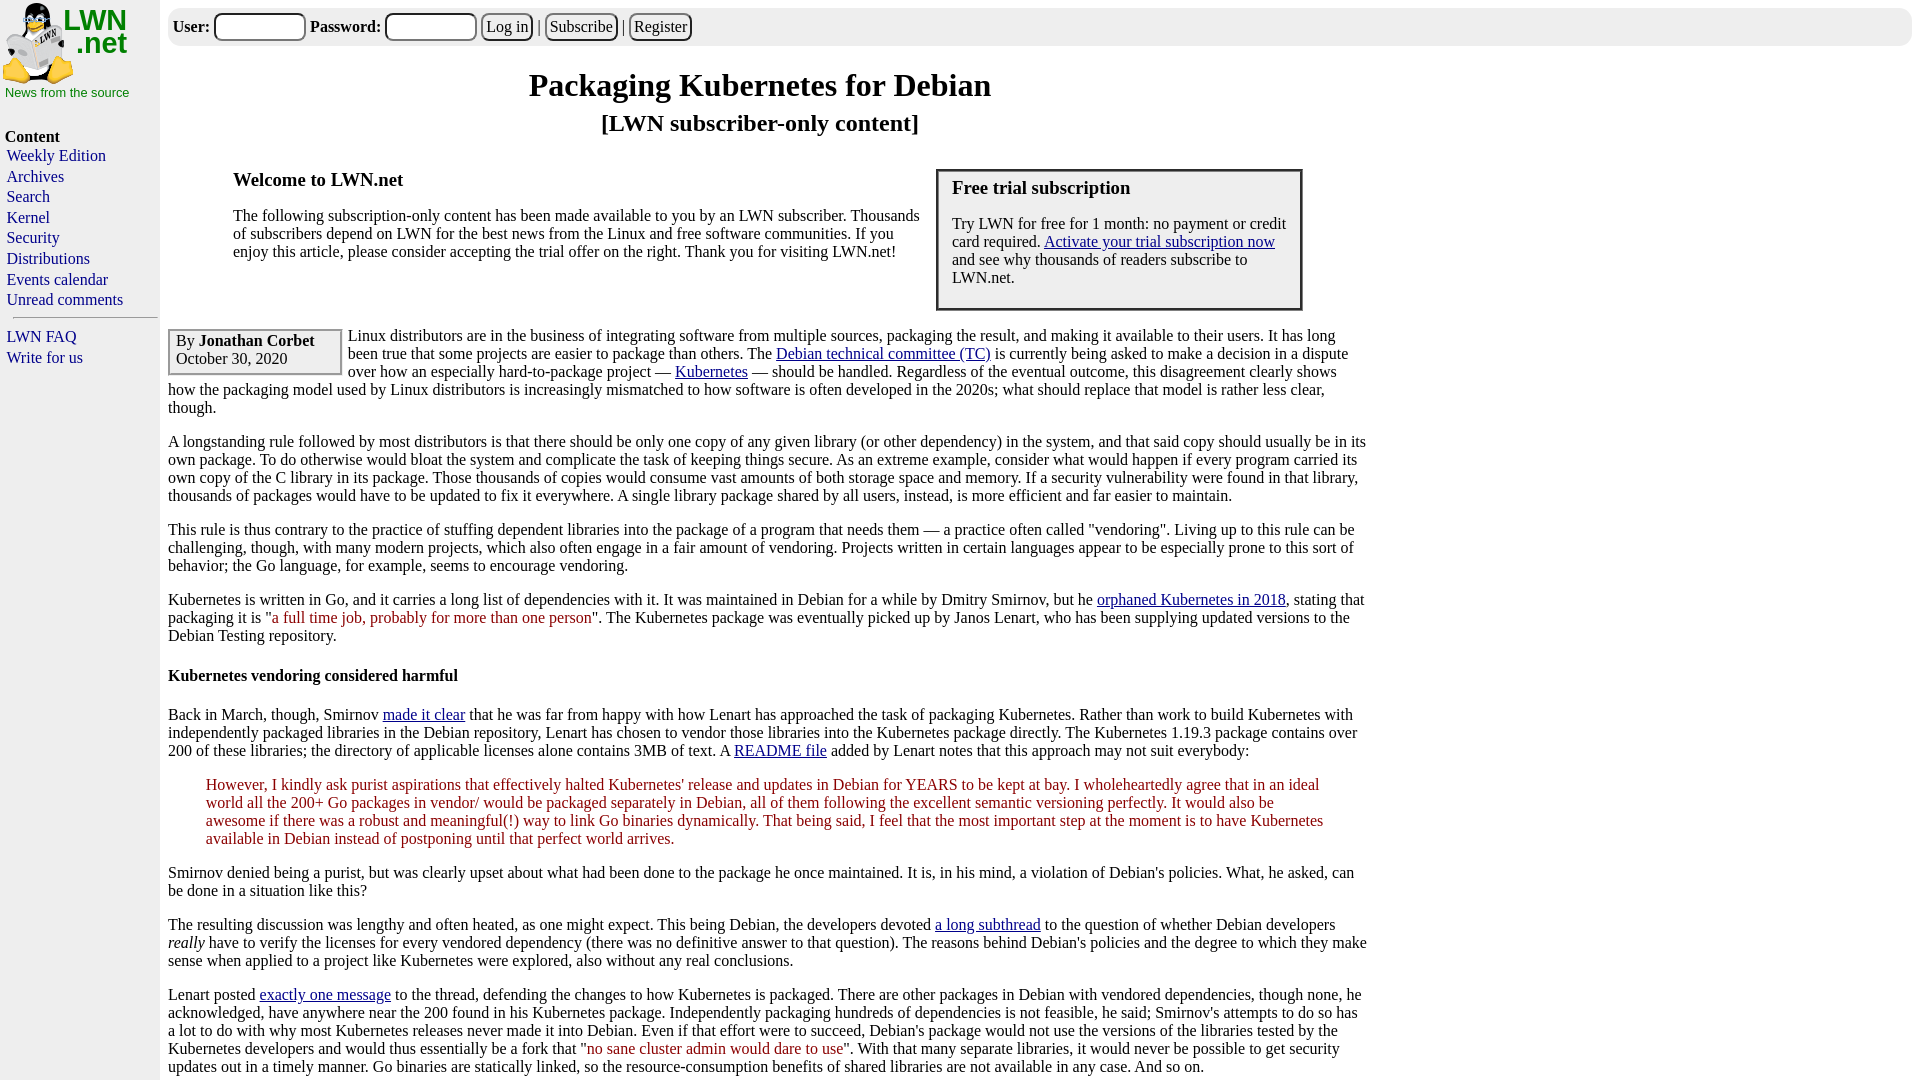 LWN
.net
News from the source
Content
Weekly Edition
Archives
Search
Kernel
Security
Distributions
Events calendar
Unread comments
LWN FAQ
Write for us
User: Password: Log in | Subscribe | Register
Packaging Kubernetes for Debian
[LWN subscriber-only content]
Welcome to LWN.net
The following subscription-only content has been made available to you by an LWN subscriber. Thousands
of subscribers depend on LWN for the best news from the Linux and free software communities. If you
enjoy this article, please consider accepting the trial offer on the right. Thank you for visiting LWN.net!
Free trial subscription
Try LWN for free for 1 month: no payment or credit
card required. Activate your trial subscription now
and see why thousands of readers subscribe to
LWN.net.
By Jonathan Corbet
October 30, 2020
Linux distributors are in the business of integrating software from multiple sources, packaging the result, and making it available to their users. It has long
been true that some projects are easier to package than others. The Debian technical committee (TC) is currently being asked to make a decision in a dispute
over how an especially hard-to-package project — Kubernetes — should be handled. Regardless of the eventual outcome, this disagreement clearly shows
how the packaging model used by Linux distributors is increasingly mismatched to how software is often developed in the 2020s; what should replace that model is rather less clear,
though.
A longstanding rule followed by most distributors is that there should be only one copy of any given library (or other dependency) in the system, and that said copy should usually be in its
own package. To do otherwise would bloat the system and complicate the task of keeping things secure. As an extreme example, consider what would happen if every program carried its
own copy of the C library in its package. Those thousands of copies would consume vast amounts of both storage space and memory. If a security vulnerability were found in that library,
thousands of packages would have to be updated to fix it everywhere. A single library package shared by all users, instead, is more efficient and far easier to maintain.
This rule is thus contrary to the practice of stuffing dependent libraries into the package of a program that needs them — a practice often called "vendoring". Living up to this rule can be
challenging, though, with many modern projects, which also often engage in a fair amount of vendoring. Projects written in certain languages appear to be especially prone to this sort of
behavior; the Go language, for example, seems to encourage vendoring.
Kubernetes is written in Go, and it carries a long list of dependencies with it. It was maintained in Debian for a while by Dmitry Smirnov, but he orphaned Kubernetes in 2018, stating that
packaging it is "a full time job, probably for more than one person". The Kubernetes package was eventually picked up by Janos Lenart, who has been supplying updated versions to the
Debian Testing repository.
Kubernetes vendoring considered harmful
Back in March, though, Smirnov made it clear that he was far from happy with how Lenart has approached the task of packaging Kubernetes. Rather than work to build Kubernetes with
independently packaged libraries in the Debian repository, Lenart has chosen to vendor those libraries into the Kubernetes package directly. The Kubernetes 1.19.3 package contains over
200 of these libraries; the directory of applicable licenses alone contains 3MB of text. A README file added by Lenart notes that this approach may not suit everybody:
However, I kindly ask purist aspirations that effectively halted Kubernetes' release and updates in Debian for YEARS to be kept at bay. I wholeheartedly agree that in an ideal
world all the 200+ Go packages in vendor/ would be packaged separately in Debian, all of them following the excellent semantic versioning perfectly. It would also be
awesome if there was a robust and meaningful(!) way to link Go binaries dynamically. That being said, I feel that the most important step at the moment is to have Kubernetes
available in Debian instead of postponing until that perfect world arrives.
Smirnov denied being a purist, but was clearly upset about what had been done to the package he once maintained. It is, in his mind, a violation of Debian's policies. What, he asked, can
be done in a situation like this?
The resulting discussion was lengthy and often heated, as one might expect. This being Debian, the developers devoted a long subthread to the question of whether Debian developers
really have to verify the licenses for every vendored dependency (there was no definitive answer to that question). The reasons behind Debian's policies and the degree to which they make
sense when applied to a project like Kubernetes were explored, also without any real conclusions.
Lenart posted exactly one message to the thread, defending the changes to how Kubernetes is packaged. There are other packages in Debian with vendored dependencies, though none, he
acknowledged, have anywhere near the 200 found in his Kubernetes package. Independently packaging hundreds of dependencies is not feasible, he said; Smirnov's attempts to do so has
a lot to do with why most Kubernetes releases never made it into Debian. Even if that effort were to succeed, Debian's package would not use the versions of the libraries tested by the
Kubernetes developers and would thus essentially be a fork that "no sane cluster admin would dare to use". With that many separate libraries, it would never be possible to get security
updates out in a timely manner. Go binaries are statically linked, so the resource-consumption benefits of shared libraries are not available in any case. And so on.